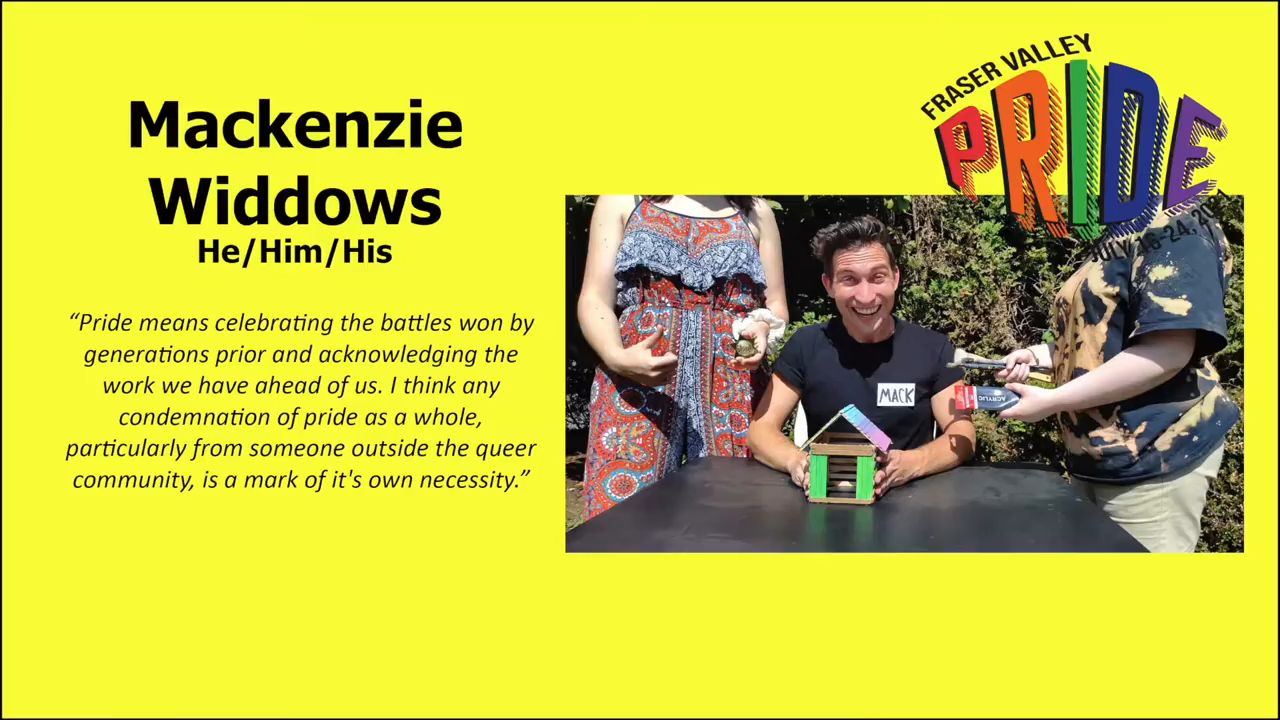 Mackenzie
Widdows
He/Him/His
“Pride means celebrating the battles won by
generations prior and acknowledging the
work we have ahead of us. I think any
condemnation of pride as a whole,
particularly from someone outside the queer
community, is a mark of it's own necessity.”
FRASER VALLEY
PRIDE
JULY
MACK
ACRYLIC